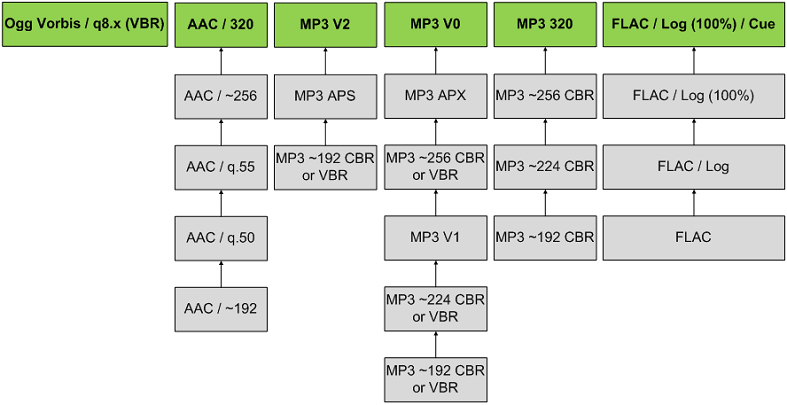 Ogg Vorbis / q8.x (VBR)
AAC / 320
MP3 V2
MP3 V0
MP3 320
FLAC / Log (100%) / Cue
AAC / ~256
MP3 APS
MP3 APX
MP3 ~256 CBR
FLAC / Log (100%)
AAC / q.55
MP3 ~192 CBR
or VBR
MP3 ~256 CBR
or VBR
MP3 ~224 CBR
FLAC / Log
AAC / q.50
MP3 V1
MP3 ~192 CBR
FLAC
AAC / ~192
MP3 ~224 CBR
or VBR
MP3 ~192 CBR
or VBR